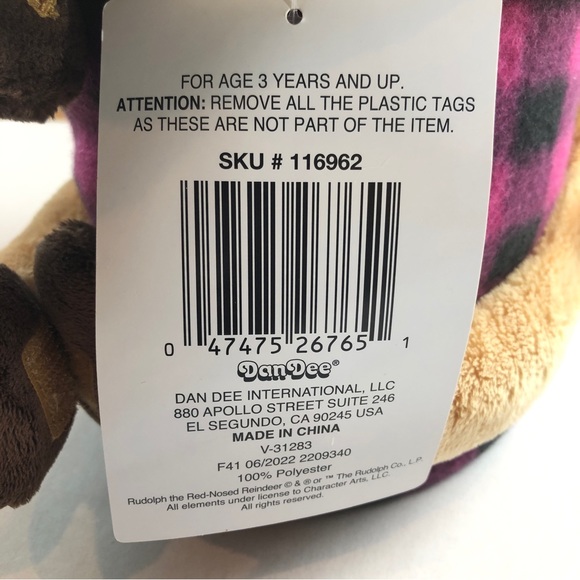 FOR AGE 3 YEARS AND UP.
ATTENTION: REMOVE ALL THE PLASTIC TAGS
AS THESE ARE NOT PART OF THE ITEM.
SKU # 116962
0 47475 26765 1
DanDee®
DAN DEE INTERNATIONAL, LLC
880 APOLLO STREET SUITE 246
EL SEGUNDO, CA 90245 USA
MADE IN CHINA
V-31283
F41 06/2022 2209340
100% Polyester
Rudolph the Red-Nosed Reindeer © & ® or ™ The Rudolph Co., L.P.
All elements under license to Character Arts, LLC.
All rights reserved.